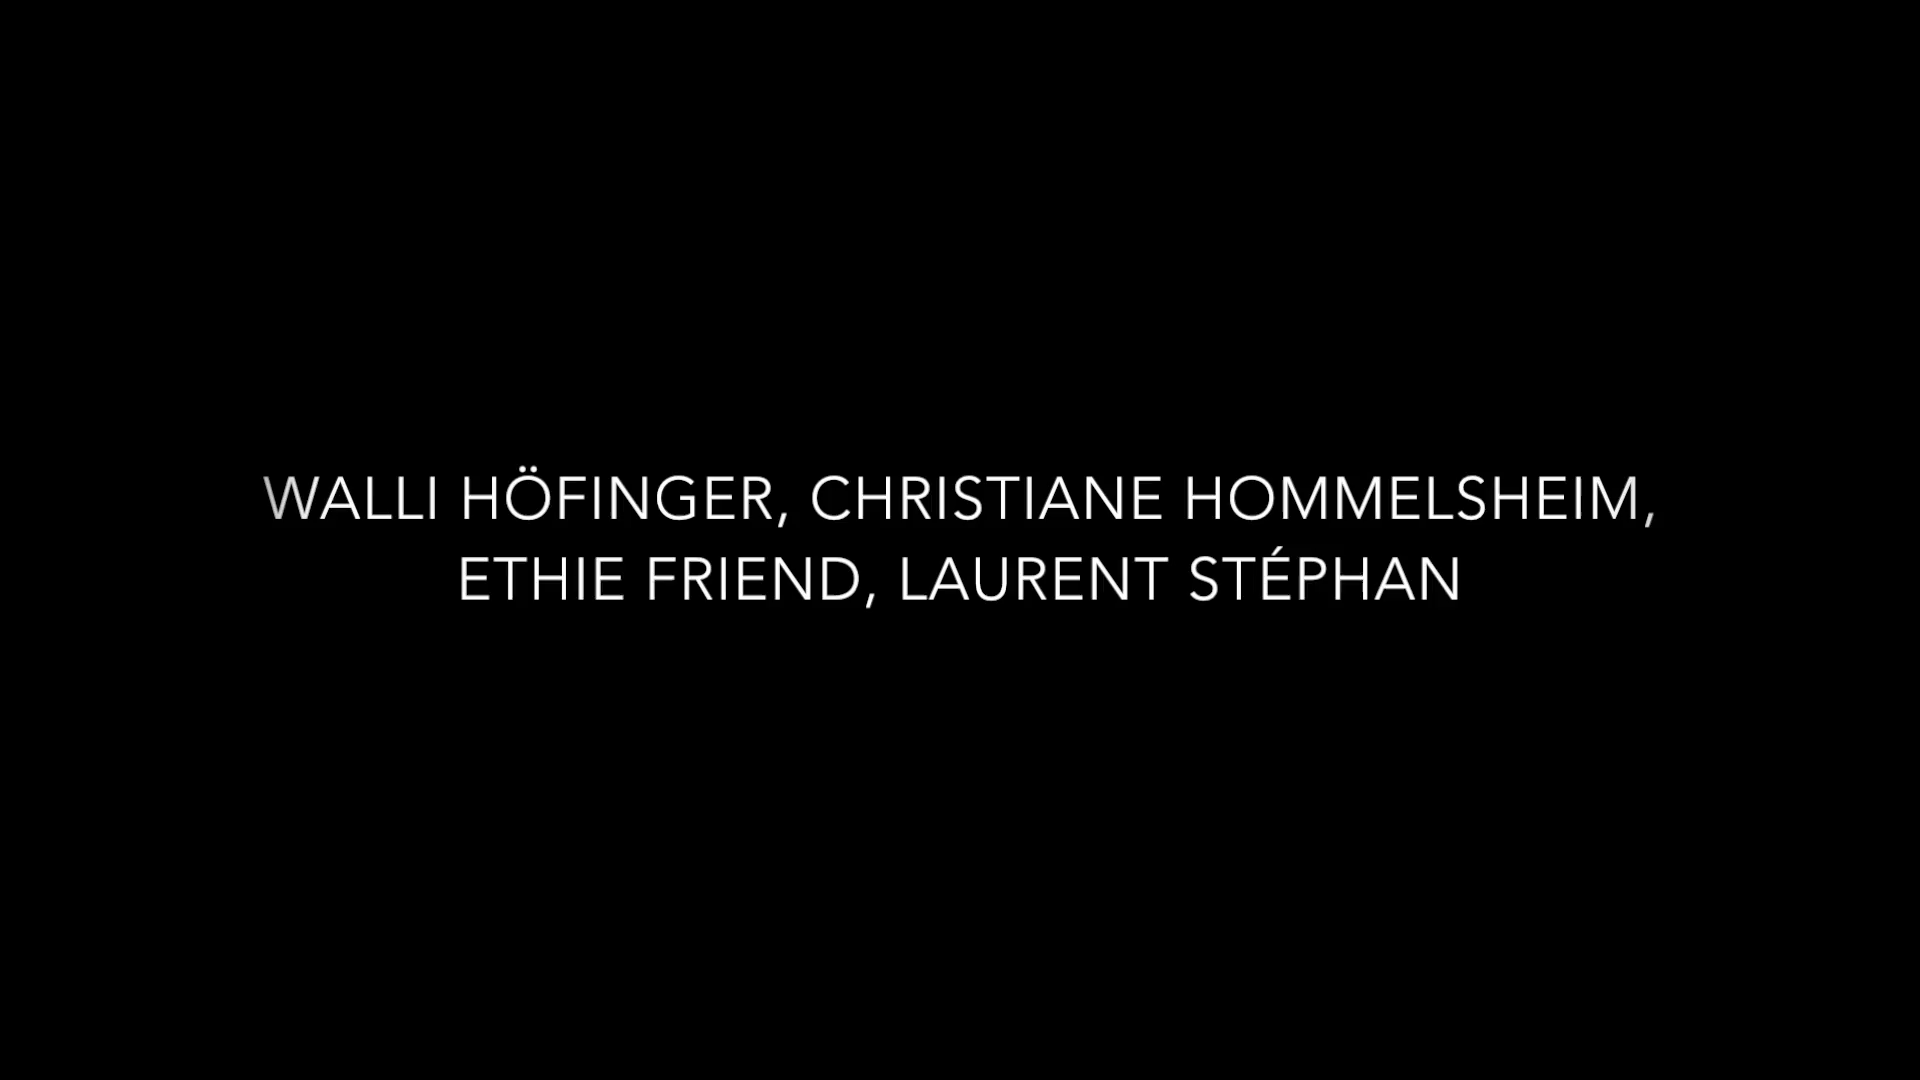 WALLI HÖFINGER, CHRISTIANE HOMMELSHEIM,
ETHIE FRIEND, LAURENT STÉPHAN